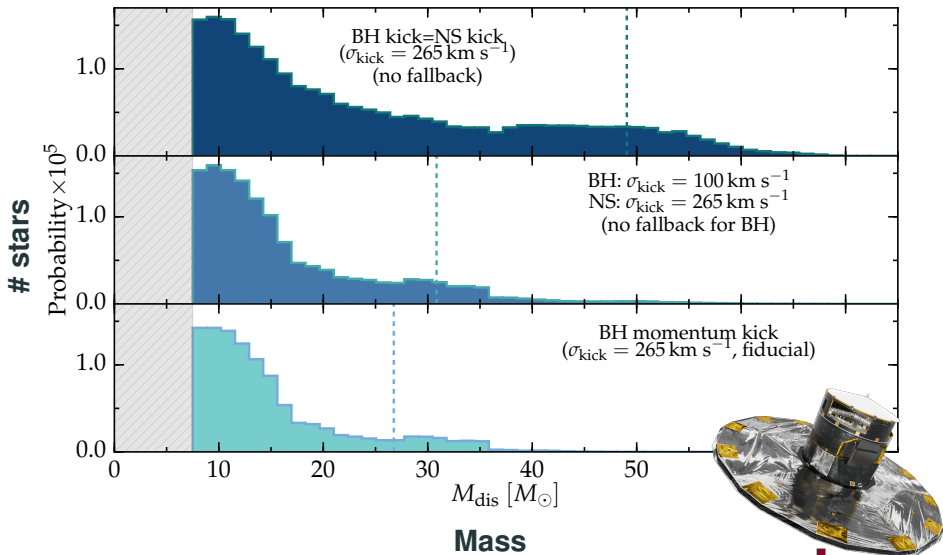 BH kick=NS kick
(σkick = 265 km s⁻¹)
(no fallback)
1.0
0.0
BH: σkick = 100 km s⁻¹
NS: σkick = 265 km s⁻¹
(no fallback for BH)
1.0
0.0
BH momentum kick
(σkick = 265 km s⁻¹, fiducial)
1.0
0.0
# stars
Probability×10⁵
0 10 20 30 40 50
Mdis [M⊙]
Mass